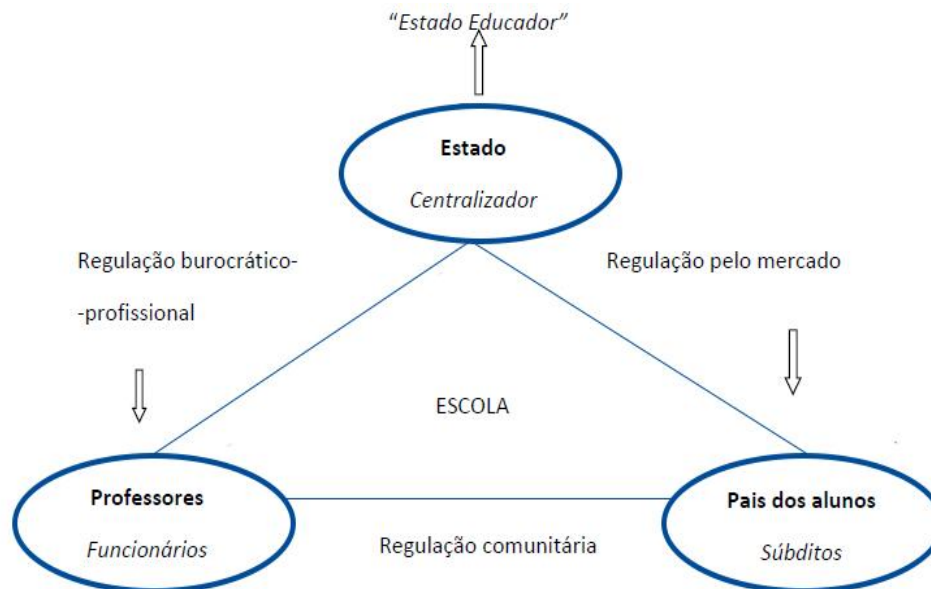 “Estado Educador”
Estado
Centralizador
Regulação burocrático-
-profissional
Regulação pelo mercado
ESCOLA
Professores
Funcionários
Regulação comunitária
Pais dos alunos
Súbditos